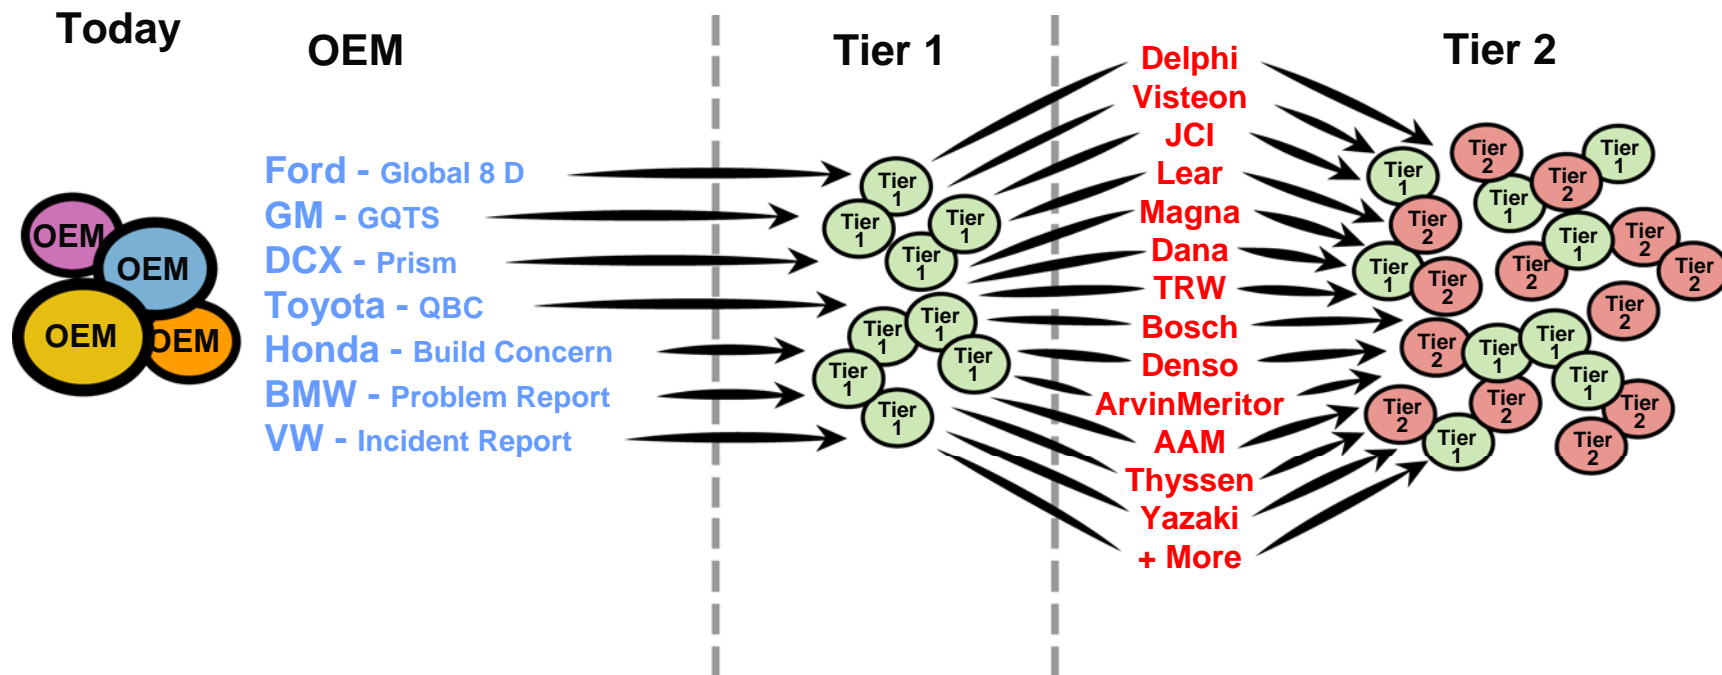 Today
OEM
Tier 1
Tier 2
OEM
OEM
OEM
OEM
Ford - Global 8 D
GM - GQTS
DCX - Prism
Toyota - QBC
Honda - Build Concern
BMW - Problem Report
VW - Incident Report
Tier
1
Tier
1
Tier
1
Tier
1
Tier
1
Tier
1
Tier
1
Tier
1
Tier
1
Delphi
Visteon
JCI
Lear
Magna
Dana
TRW
Bosch
Denso
ArvinMeritor
AAM
Thyssen
Yazaki
+ More
Tier
2
Tier
1
Tier
1
Tier
2
Tier
1
Tier
2
Tier
1
Tier
2
Tier
1
Tier
2
Tier
2
Tier
2
Tier
2
Tier
1
Tier
2
Tier
1
Tier
1
Tier
2
Tier
2
Tier
2
Tier
1
Tier
2